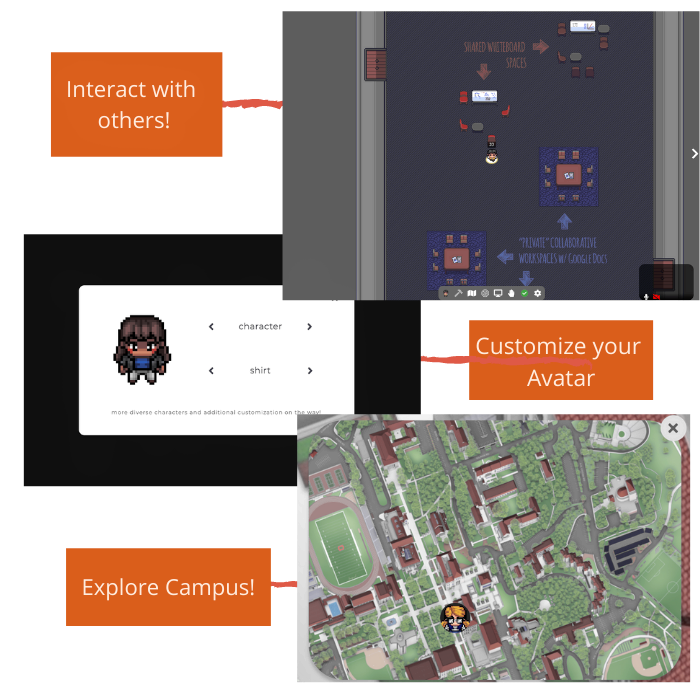 Interact with
others!
SHARED WHITEBOARD
SPACES
"PRIVATE" COLLABORATIVE
WORKSPACES W/ GOOGLE DOCS
character
shirt
more diverse characters and additional customization on the way!
Customize your
Avatar
Explore Campus!